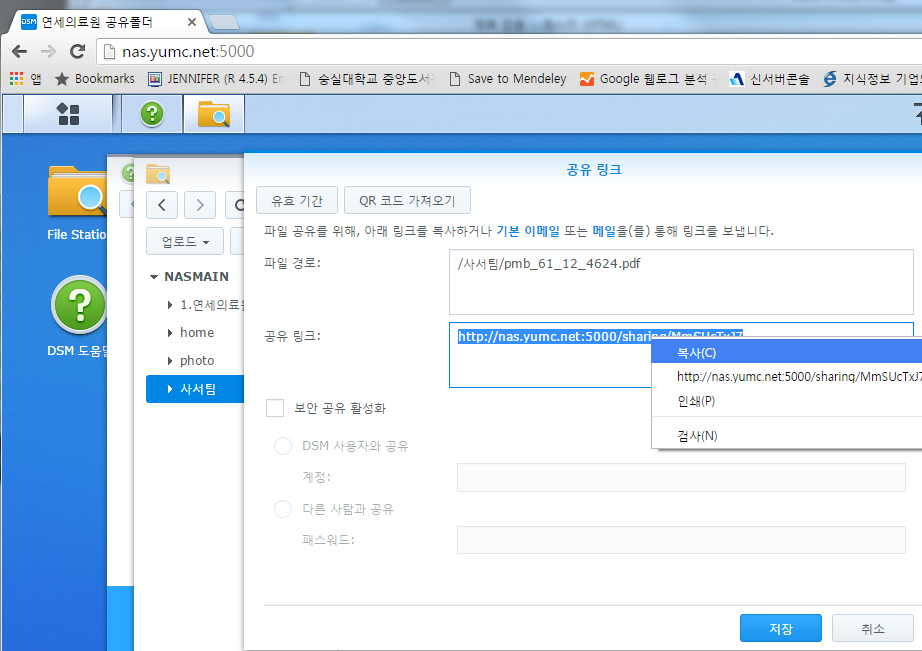 연세의료원 공유폴더
nas.yumc.net:5000
앱 Bookmarks JENNIFER (R 4.5.4) 숭실대학교 중앙도서 Save to Mendeley Google 웹로그 분석 신서버콘솔 지식정보 기업
File Statio
DSM 도움말
업로드
NASMAIN
1.연세의료원
home
photo
사서팀
공유 링크
유효 기간 QR 코드 가져오기
파일 공유를 위해, 아래 링크를 복사하거나 기본 이메일 또는 메일을(를) 통해 링크를 보냅니다.
파일 경로: /사서팀/pmb_61_12_4624.pdf
공유 링크: http://nas.yumc.net:5000/sharing/MmSUcTxJ7
복사(C)
http://nas.yumc.net:5000/sharing/MmSUcTxJ7
인쇄(P)
검사(N)
보안 공유 활성화
DSM 사용자와 공유
계정:
다른 사람과 공유
패스워드:
저장 취소